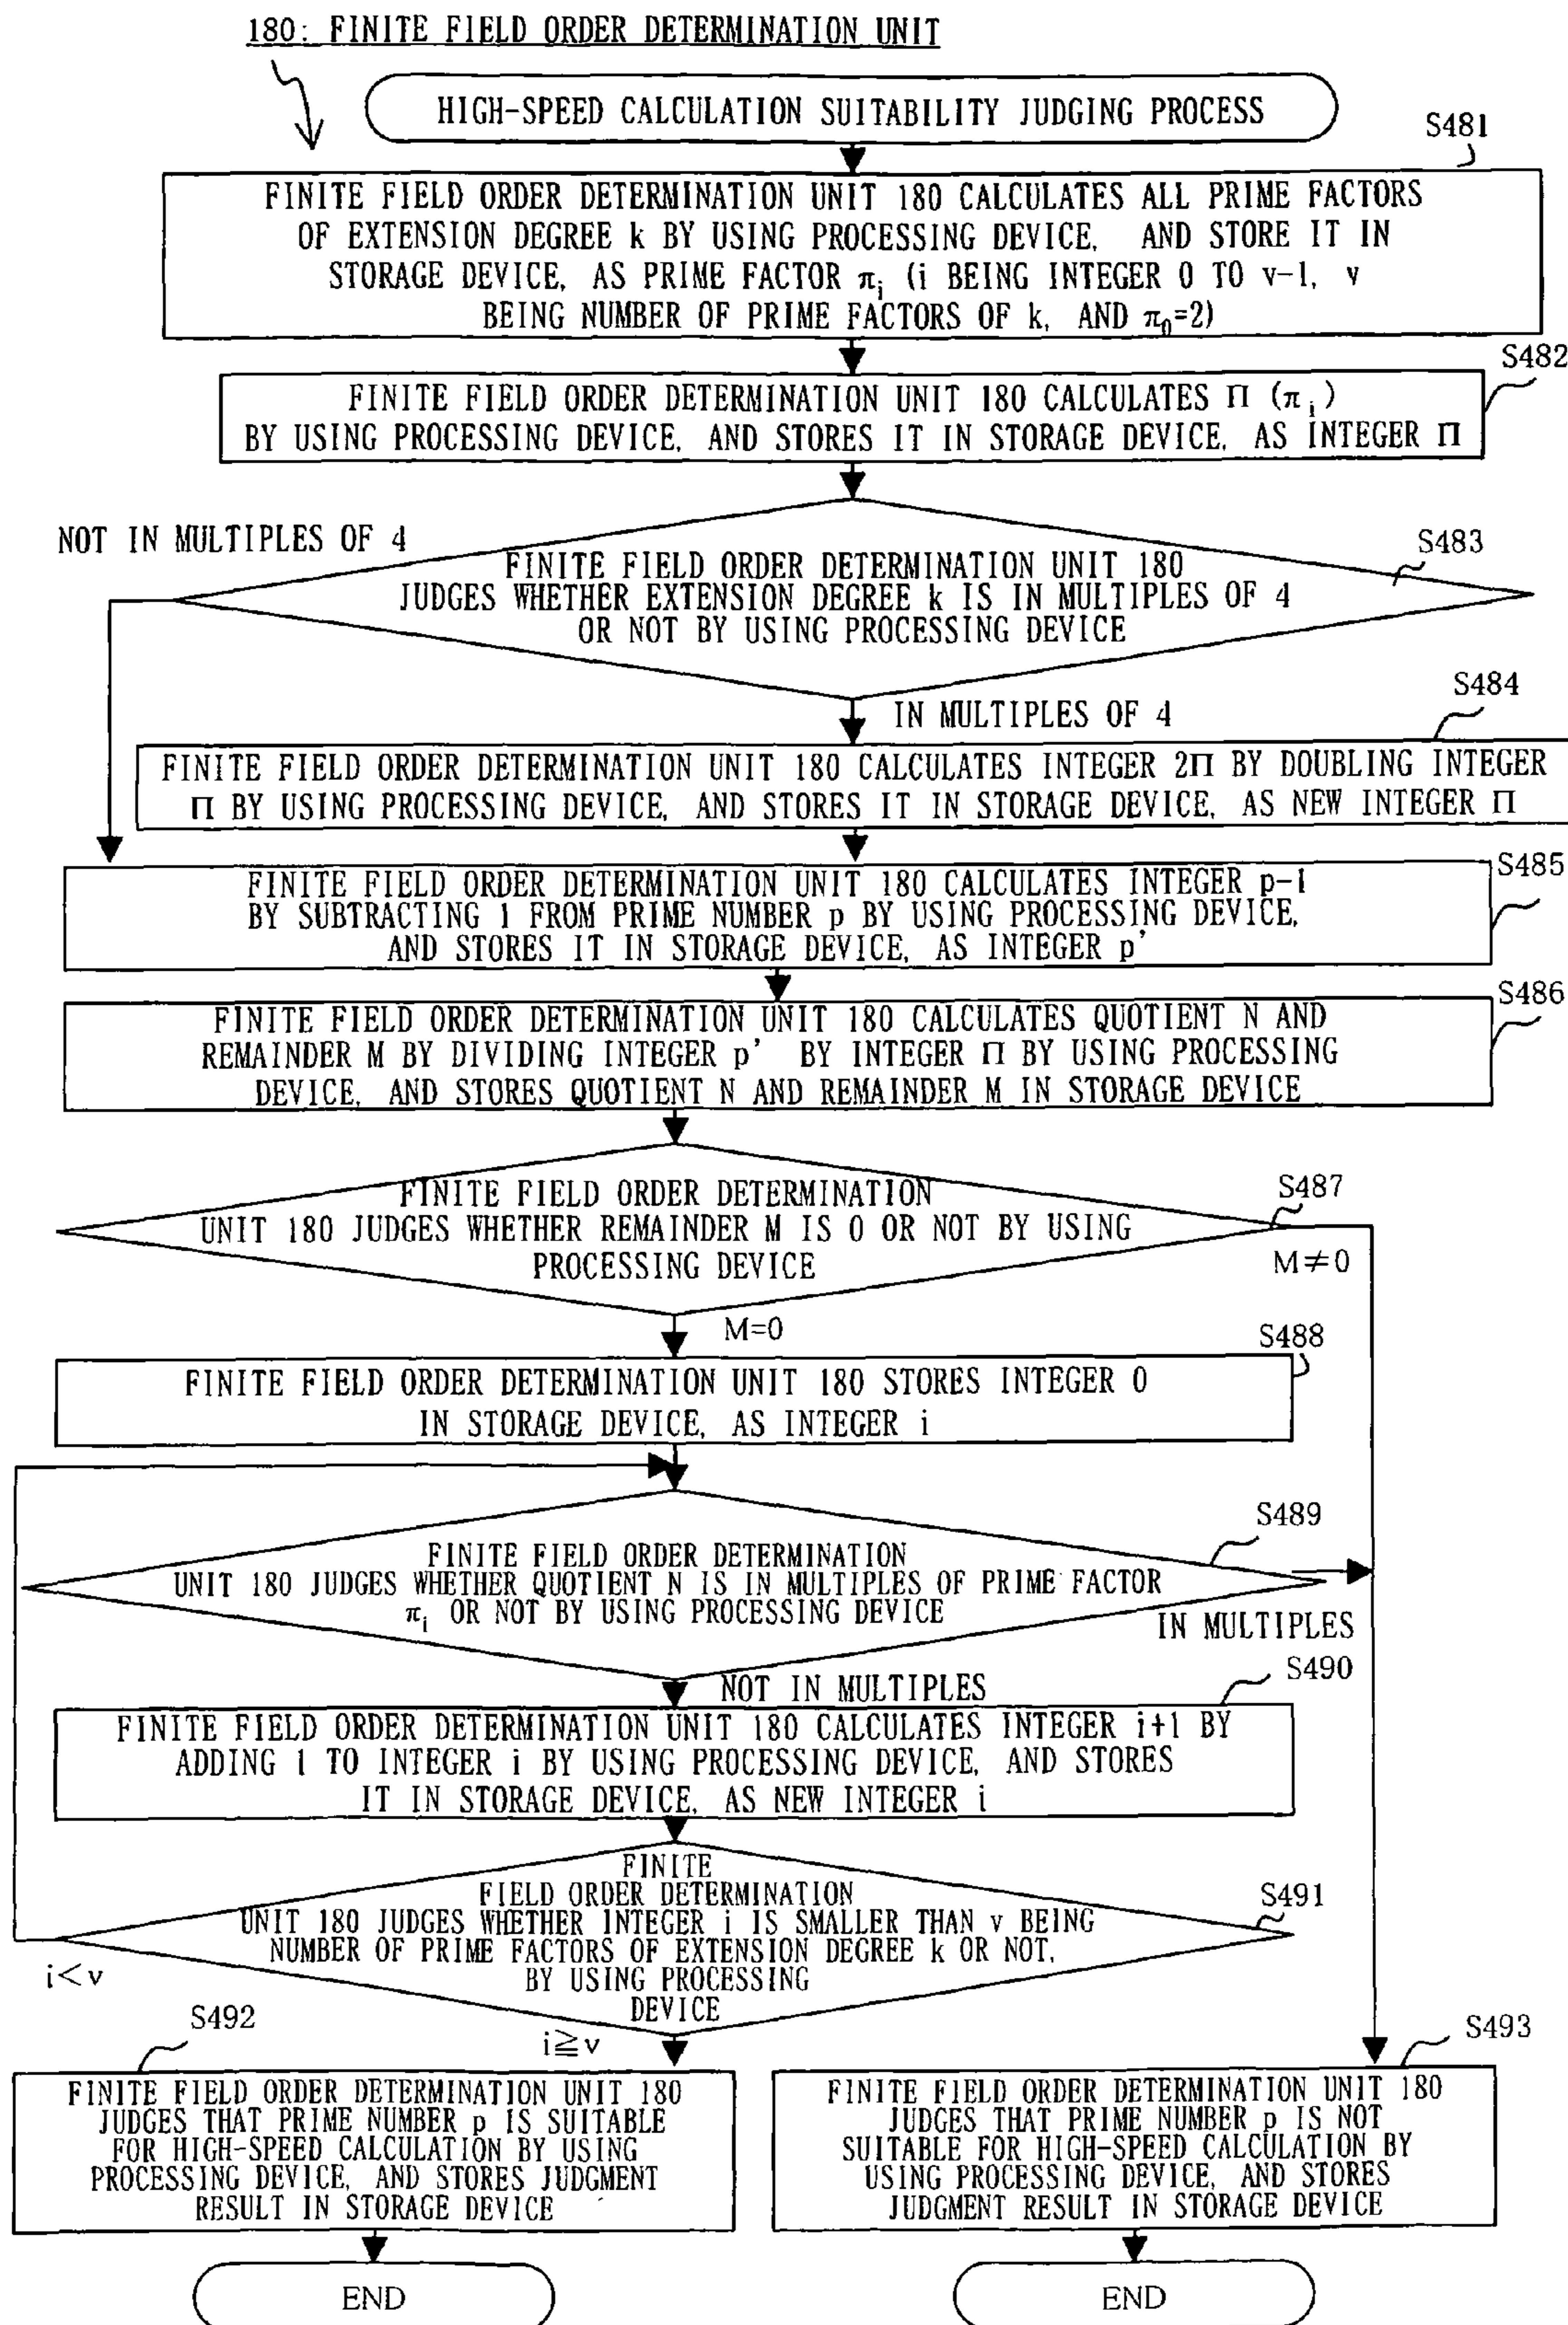 180: FINITE FIELD ORDER DETERMINATION UNIT
HIGH-SPEED CALCULATION SUITABILITY JUDGING PROCESS
S481
FINITE FIELD ORDER DETERMINATION UNIT 180 CALCULATES ALL PRIME FACTORS
OF EXTENSION DEGREE k BY USING PROCESSING DEVICE, AND STORE IT IN
STORAGE DEVICE, AS PRIME FACTOR πi (i BEING INTEGER 0 TO v-1, v
BEING NUMBER OF PRIME FACTORS OF k, AND π0=2)
S482
FINITE FIELD ORDER DETERMINATION UNIT 180 CALCULATES Π (πi)
BY USING PROCESSING DEVICE, AND STORES IT IN STORAGE DEVICE, AS INTEGER Π
NOT IN MULTIPLES OF 4
S483
FINITE FIELD ORDER DETERMINATION UNIT 180
JUDGES WHETHER EXTENSION DEGREE k IS IN MULTIPLES OF 4
OR NOT BY USING PROCESSING DEVICE
IN MULTIPLES OF 4
S484
FINITE FIELD ORDER DETERMINATION UNIT 180 CALCULATES INTEGER 2Π BY DOUBLING INTEGER
Π BY USING PROCESSING DEVICE, AND STORES IT IN STORAGE DEVICE, AS NEW INTEGER Π
S485
FINITE FIELD ORDER DETERMINATION UNIT 180 CALCULATES INTEGER p-1
BY SUBTRACTING 1 FROM PRIME NUMBER p BY USING PROCESSING DEVICE,
AND STORES IT IN STORAGE DEVICE, AS INTEGER p'
S486
FINITE FIELD ORDER DETERMINATION UNIT 180 CALCULATES QUOTIENT N AND
REMAINDER M BY DIVIDING INTEGER p' BY INTEGER Π BY USING PROCESSING
DEVICE, AND STORES QUOTIENT N AND REMAINDER M IN STORAGE DEVICE
S487
FINITE FIELD ORDER DETERMINATION
UNIT 180 JUDGES WHETHER REMAINDER M IS 0 OR NOT BY USING
PROCESSING DEVICE
M≠0
M=0
S488
FINITE FIELD ORDER DETERMINATION UNIT 180 STORES INTEGER 0
IN STORAGE DEVICE, AS INTEGER i
S489
FINITE FIELD ORDER DETERMINATION
UNIT 180 JUDGES WHETHER QUOTIENT N IS IN MULTIPLES OF PRIME FACTOR
πi OR NOT BY USING PROCESSING DEVICE
IN MULTIPLES
NOT IN MULTIPLES
S490
FINITE FIELD ORDER DETERMINATION UNIT 180 CALCULATES INTEGER i+1 BY
ADDING 1 TO INTEGER i BY USING PROCESSING DEVICE, AND STORES
IT IN STORAGE DEVICE, AS NEW INTEGER i
S491
FINITE
FIELD ORDER DETERMINATION
UNIT 180 JUDGES WHETHER INTEGER i IS SMALLER THAN v BEING
NUMBER OF PRIME FACTORS OF EXTENSION DEGREE k OR NOT,
BY USING PROCESSING
DEVICE
i<v
i≧v
S492
FINITE FIELD ORDER DETERMINATION UNIT 180
JUDGES THAT PRIME NUMBER p IS SUITABLE
FOR HIGH-SPEED CALCULATION BY USING
PROCESSING DEVICE, AND STORES JUDGMENT
RESULT IN STORAGE DEVICE
S493
FINITE FIELD ORDER DETERMINATION UNIT 180
JUDGES THAT PRIME NUMBER p IS NOT
SUITABLE FOR HIGH-SPEED CALCULATION BY
USING PROCESSING DEVICE, AND STORES
JUDGMENT RESULT IN STORAGE DEVICE
END
END